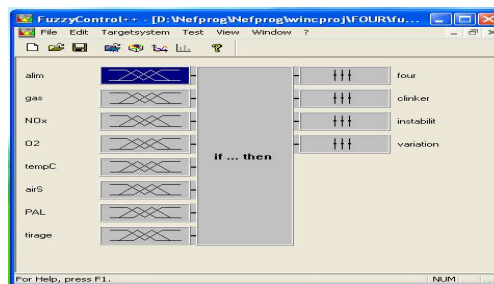 FuzzyControl++ - [D:\Nefprog\Nefprog\wincproj\FOUR\fu...
File Edit Targetsystem Test View Window ?
alim
gas
NOx
O2
tempC
airS
PAL
tirage
if ... then
four
clinker
instabilit
variation
For Help, press F1.
NUM